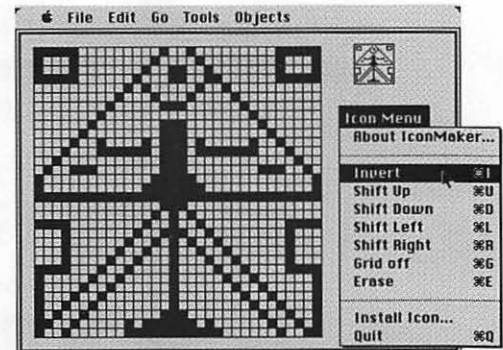 File Edit Go Tools Objects
Icon Menu
About IconMaker...
Invert ⌘I
Shift Up ⌘U
Shift Down ⌘D
Shift Left ⌘L
Shift Right ⌘R
Grid off ⌘G
Erase ⌘E
Install Icon...
Quit ⌘Q